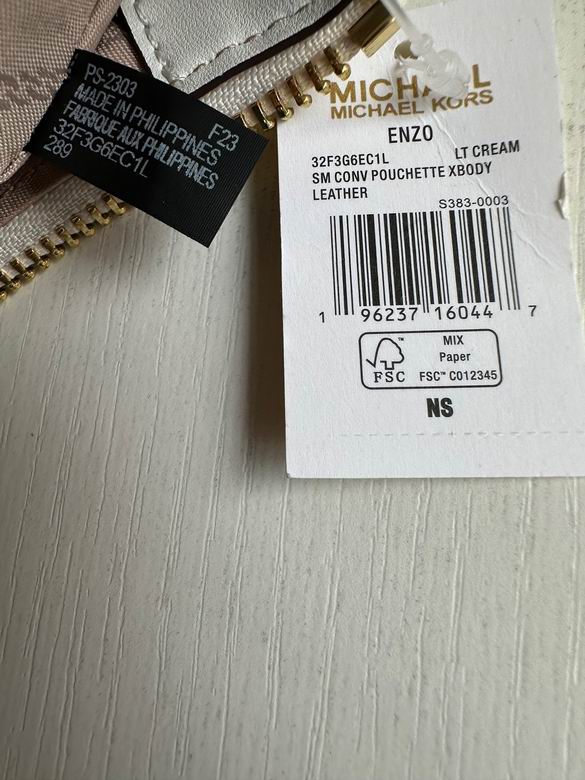 PS-2303 F23
MADE IN PHILIPPINES
FABRIQUE AUX PHILIPPINES
32F3G6EC1L
289
MICHAEL
MICHAEL KORS
ENZO
32F3G6EC1L LT CREAM
SM CONV POUCHETTE XBODY
LEATHER
S383-0003
1 96237 16044 7
FSC™
MIX
Paper
FSC™ C012345
NS